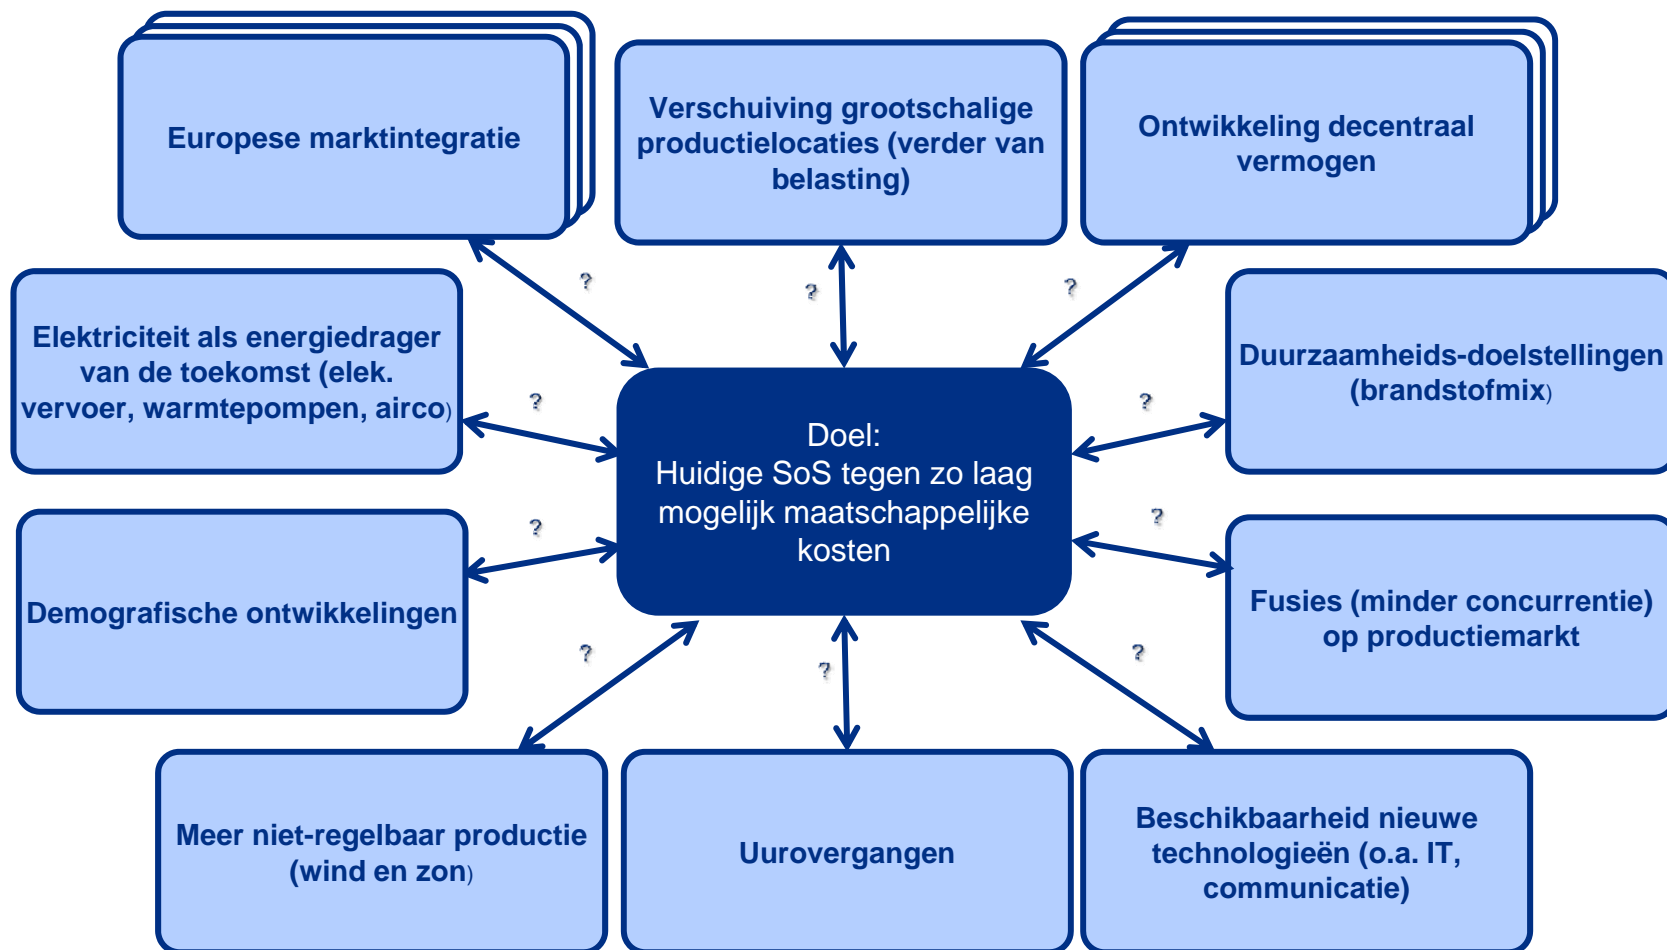 Europese marktintegratie
Verschuiving grootschalige
productielocaties (verder van
belasting)
Ontwikkeling decentraal
vermogen
?
?
?
Elektriciteit als energiedrager
van de toekomst (elek.
vervoer, warmtepompen, airco)
?
Doel:
Huidige SoS tegen zo laag
mogelijk maatschappelijke
kosten
?
Duurzaamheids-doelstellingen
(brandstofmix)
Demografische ontwikkelingen
?
?
Fusies (minder concurrentie)
op productiemarkt
?
?
?
Meer niet-regelbaar productie
(wind en zon)
Uurovergangen
Beschikbaarheid nieuwe
technologieën (o.a. IT,
communicatie)